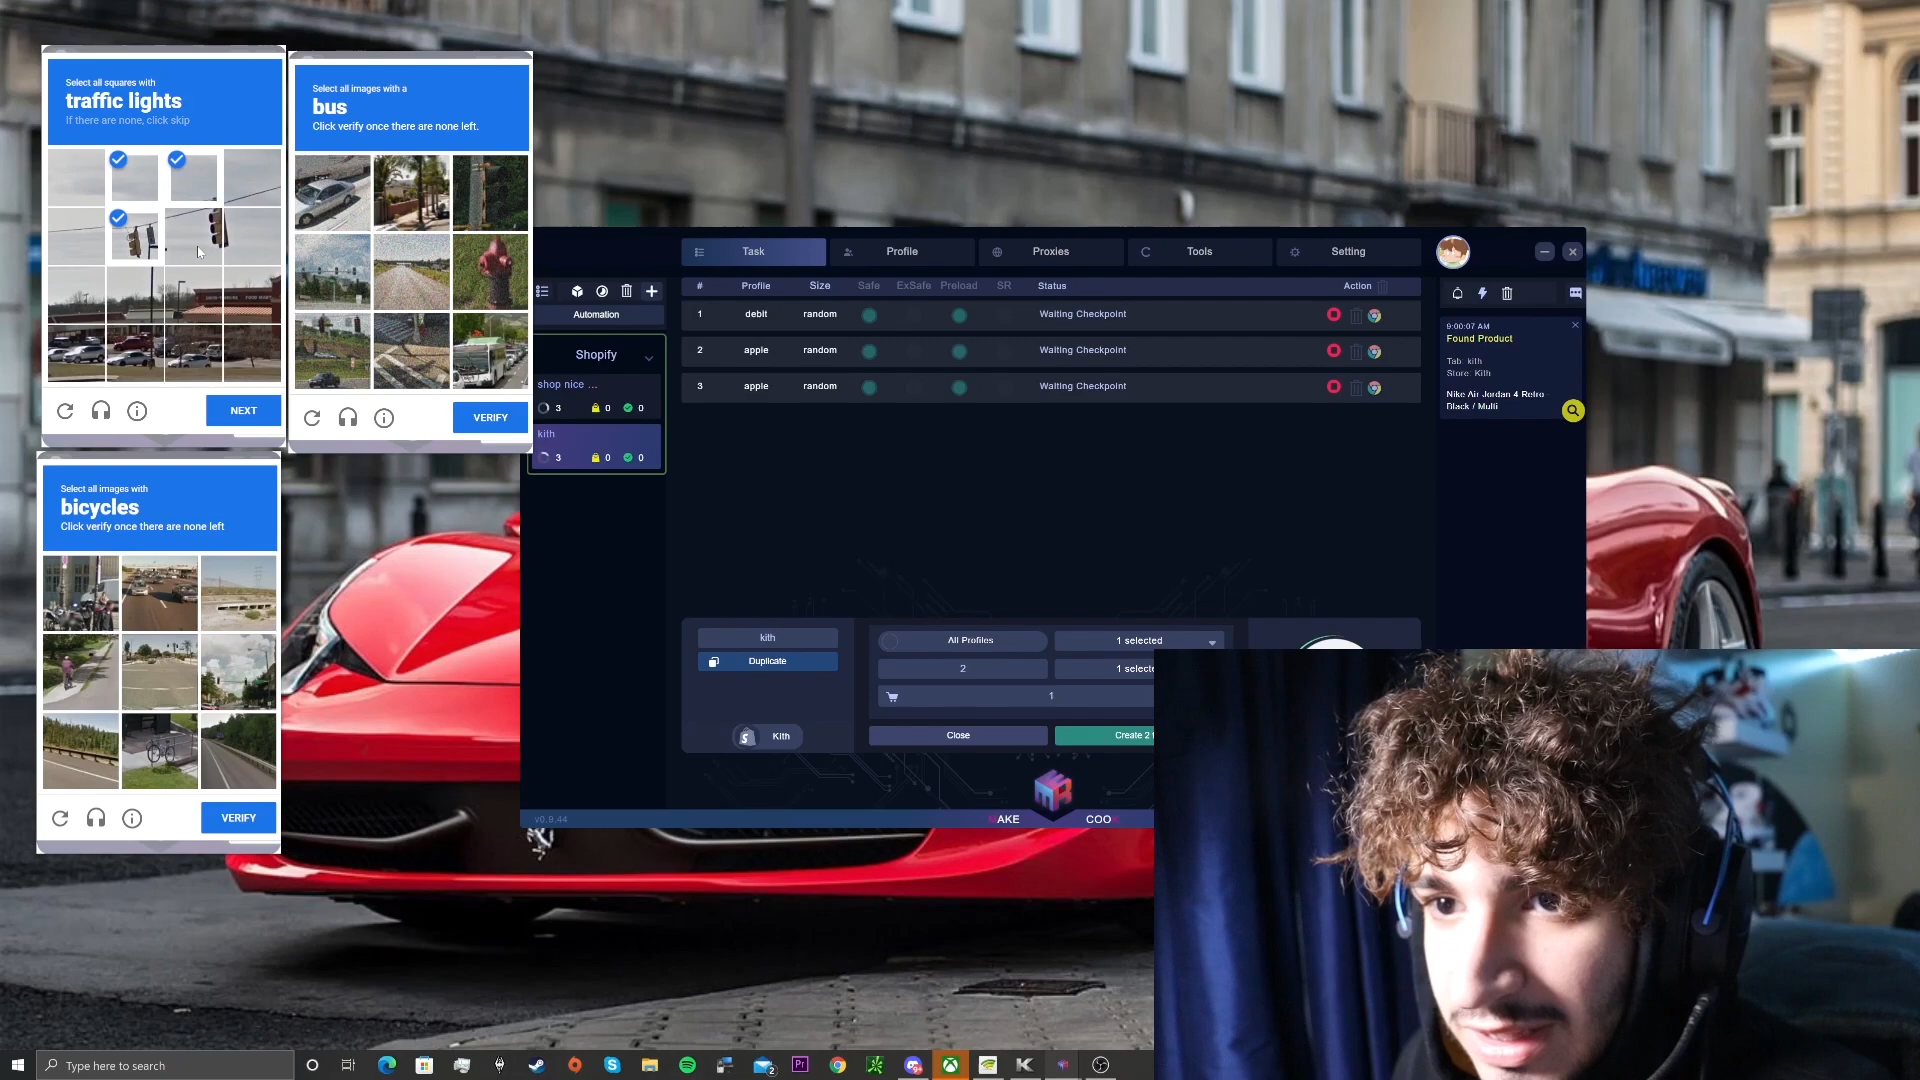 Select all squares with
traffic lights
If there are none, click skip
NEXT
Select all images with a
bus
Click verify once there are none left.
VERIFY
Select all images with
bicycles
Click verify once there are none left
VERIFY
Task
Profile
Proxies
Tools
Setting
Automation
Shopify
shop nice ...
3 0 0
kith
3 0 0
# Profile Size Safe ExSafe Preload SR Status Action
1 debit random Waiting Checkpoint
2 apple random Waiting Checkpoint
3 apple random Waiting Checkpoint
9:00:07 AM
Found Product
Tab: kith
Store: Kith
Nike Air Jordan 4 Retro -
Black / Multi
kith
Duplicate
Kith
All Profiles
1 selected
2
1 selecte
1
Close
Create 2 t
v0.9.44
AKE
COO
Type here to search